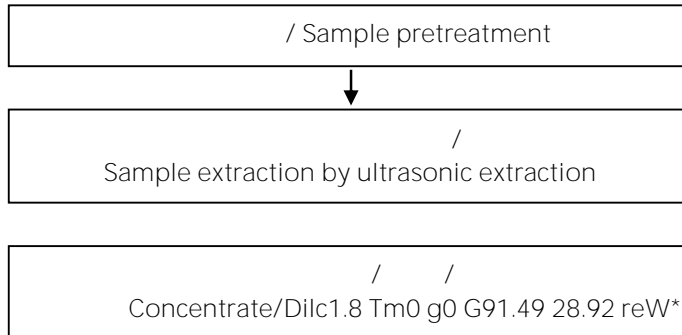 / Sample pretreatment
/
Sample extraction by ultrasonic extraction
/ /
Concentrate/Dilc1.8 Tm0 g0 G91.49 28.92 reW*